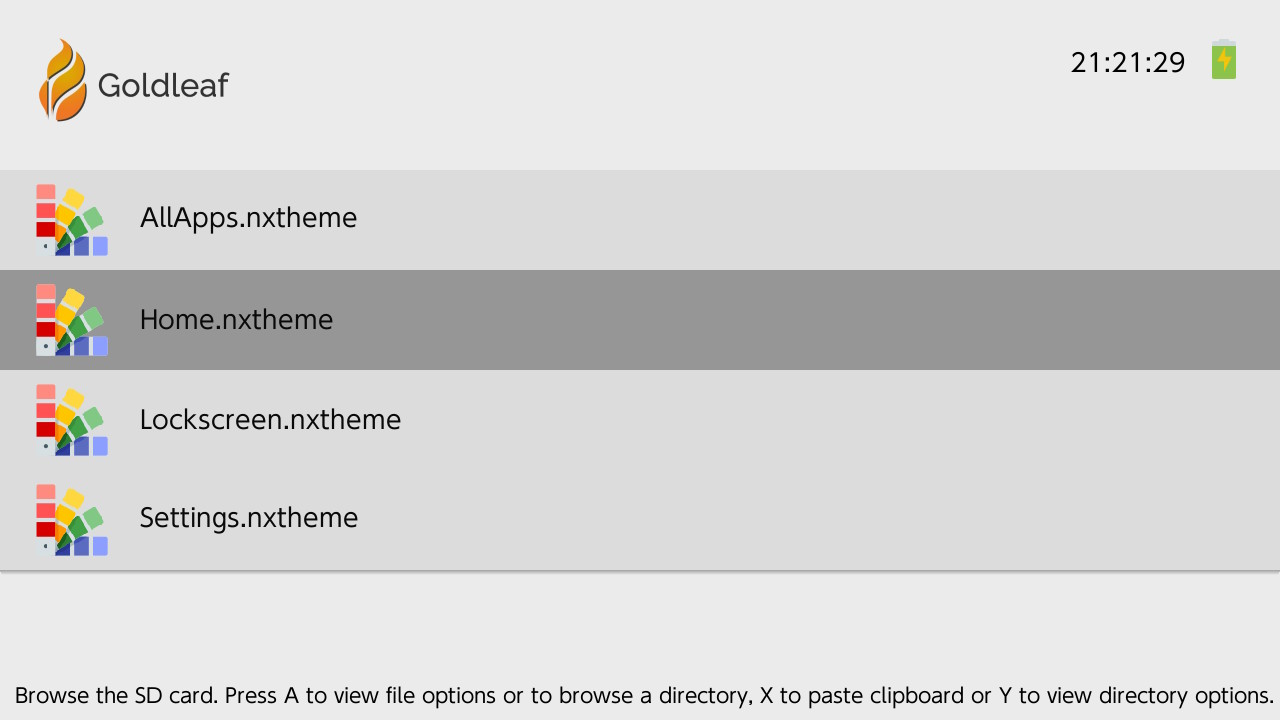 Goldleaf
21:21:29
AllApps.nxtheme
Home.nxtheme
Lockscreen.nxtheme
Settings.nxtheme
Browse the SD card. Press A to view file options or to browse a directory, X to paste clipboard or Y to view directory options.